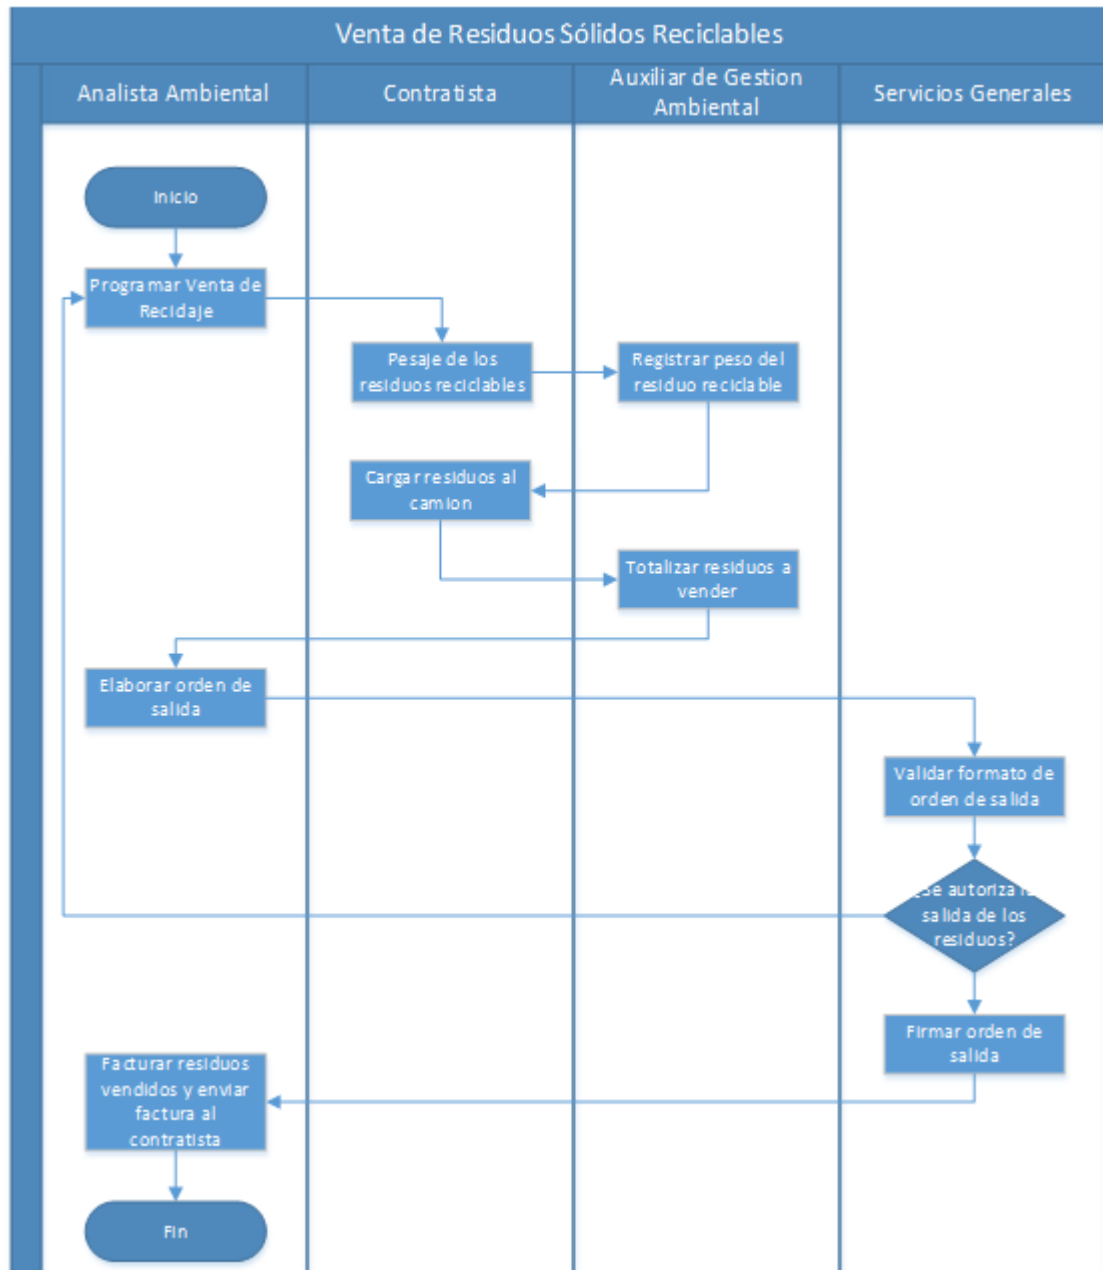 Venta de Residuos Sólidos Reciclables
Analista Ambiental
Contratista
Auxiliar de Gestion
Ambiental
Servicios Generales
Inicio
Programar Venta de
Reciclaje
Pesaje de los
residuos reciclables
Registrar peso del
residuo reciclable
Cargar residuos al
camion
Totalizar residuos a
vender
Elaborar orden de
salida
Validar formato de
orden de salida
¿Se autoriza la
salida de los
residuos?
Firmar orden de
salida
Facturar residuos
vendidos y enviar
factura al
contratista
Fin